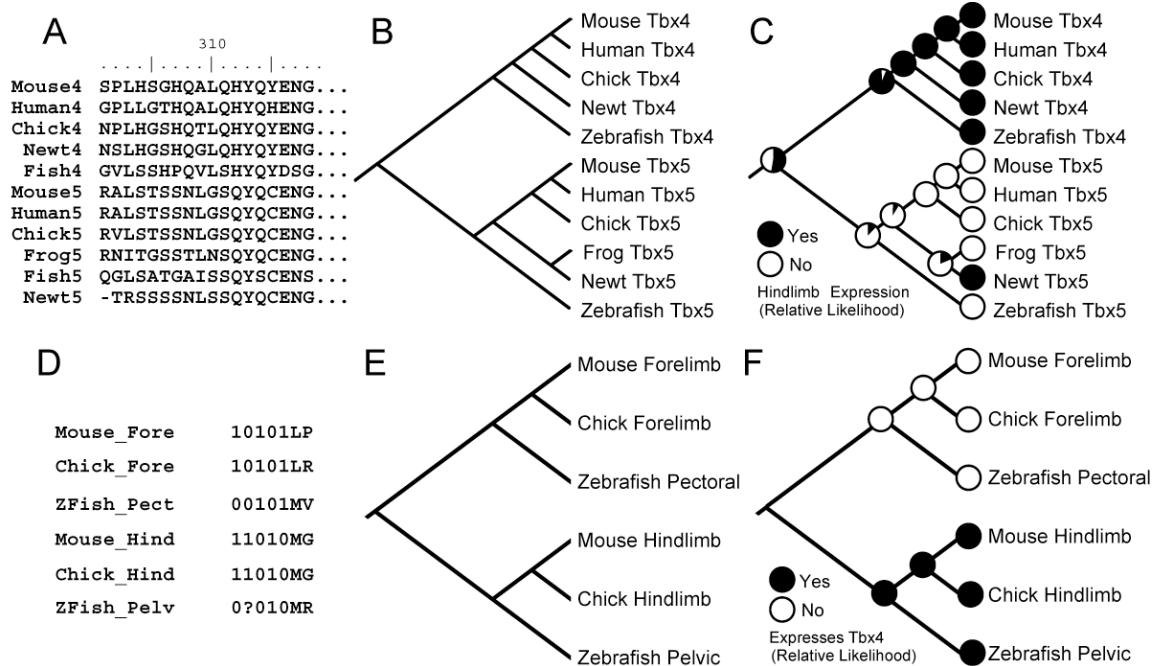 A
310
. . . . | . . . . | . . . . | . . . .
Mouse4 SPLHSGHQALQHYQYENG...
Human4 GPLLGTHQALQHYQHENG...
Chick4 NPLHGSHQTLQHYQYENG...
Newt4 NSLHGSHQGLQHYQYENG...
Fish4 GVLSSHPQVLSHYQYDSG...
Mouse5 RALSTSSNLGSQYQCENG...
Human5 RALSTSSNLGSQYQCENG...
Chick5 RVLSTSSNLGSQYQCENG...
Frog5 RNITGSSTLNSQYQCENG...
Fish5 QGLSATGAISSQYSCENS...
Newt5 -TRSSSSNLSSQYQCENG...
B
Mouse Tbx4
Human Tbx4
Chick Tbx4
Newt Tbx4
Zebrafish Tbx4
Mouse Tbx5
Human Tbx5
Chick Tbx5
Frog Tbx5
Newt Tbx5
Zebrafish Tbx5
C
Mouse Tbx4
Human Tbx4
Chick Tbx4
Newt Tbx4
Zebrafish Tbx4
Mouse Tbx5
Human Tbx5
Chick Tbx5
Frog Tbx5
Newt Tbx5
Zebrafish Tbx5
Yes
No
Hindlimb Expression
(Relative Likelihood)
D
Mouse_Fore 10101LP
Chick_Fore 10101LR
ZFish_Pect 00101MV
Mouse_Hind 11010MG
Chick_Hind 11010MG
ZFish_Pelv 0?010MR
E
Mouse Forelimb
Chick Forelimb
Zebrafish Pectoral
Mouse Hindlimb
Chick Hindlimb
Zebrafish Pelvic
F
Mouse Forelimb
Chick Forelimb
Zebrafish Pectoral
Mouse Hindlimb
Chick Hindlimb
Zebrafish Pelvic
Yes
No
Expresses Tbx4
(Relative Likelihood)